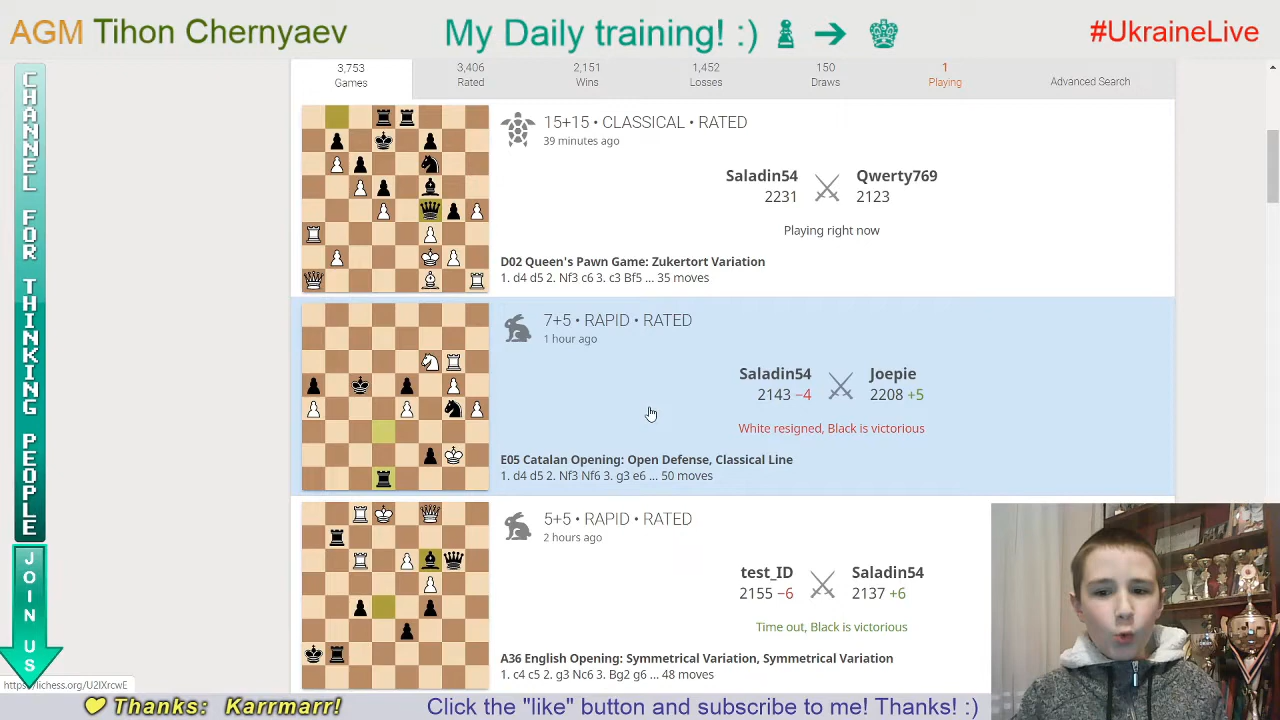 AGM Tihon Chernyaev
My Daily training! :)
#UkraineLive
CHANNEL FOR THINKING PEOPLE
JOIN US
3,753
Games
3,406
Rated
2,151
Wins
1,452
Losses
150
Draws
1
Playing
Advanced Search
15+15 • CLASSICAL • RATED
39 minutes ago
Saladin54
2231
Qwerty769
2123
Playing right now
D02 Queen's Pawn Game: Zukertort Variation
1. d4 d5 2. Nf3 c6 3. c3 Bf5 ... 35 moves
7+5 • RAPID • RATED
1 hour ago
Saladin54
2143 −4
Joepie
2208 +5
White resigned, Black is victorious
E05 Catalan Opening: Open Defense, Classical Line
1. d4 d5 2. Nf3 Nf6 3. g3 e6 ... 50 moves
5+5 • RAPID • RATED
2 hours ago
test_ID
2155 −6
Saladin54
2137 +6
Time out, Black is victorious
A36 English Opening: Symmetrical Variation, Symmetrical Variation
1. c4 c5 2. g3 Nc6 3. Bg2 g6 ... 48 moves
https://lichess.org/U2IXrcwE
Thanks: Karrmarr!
Click the "like" button and subscribe to me! Thanks! :)